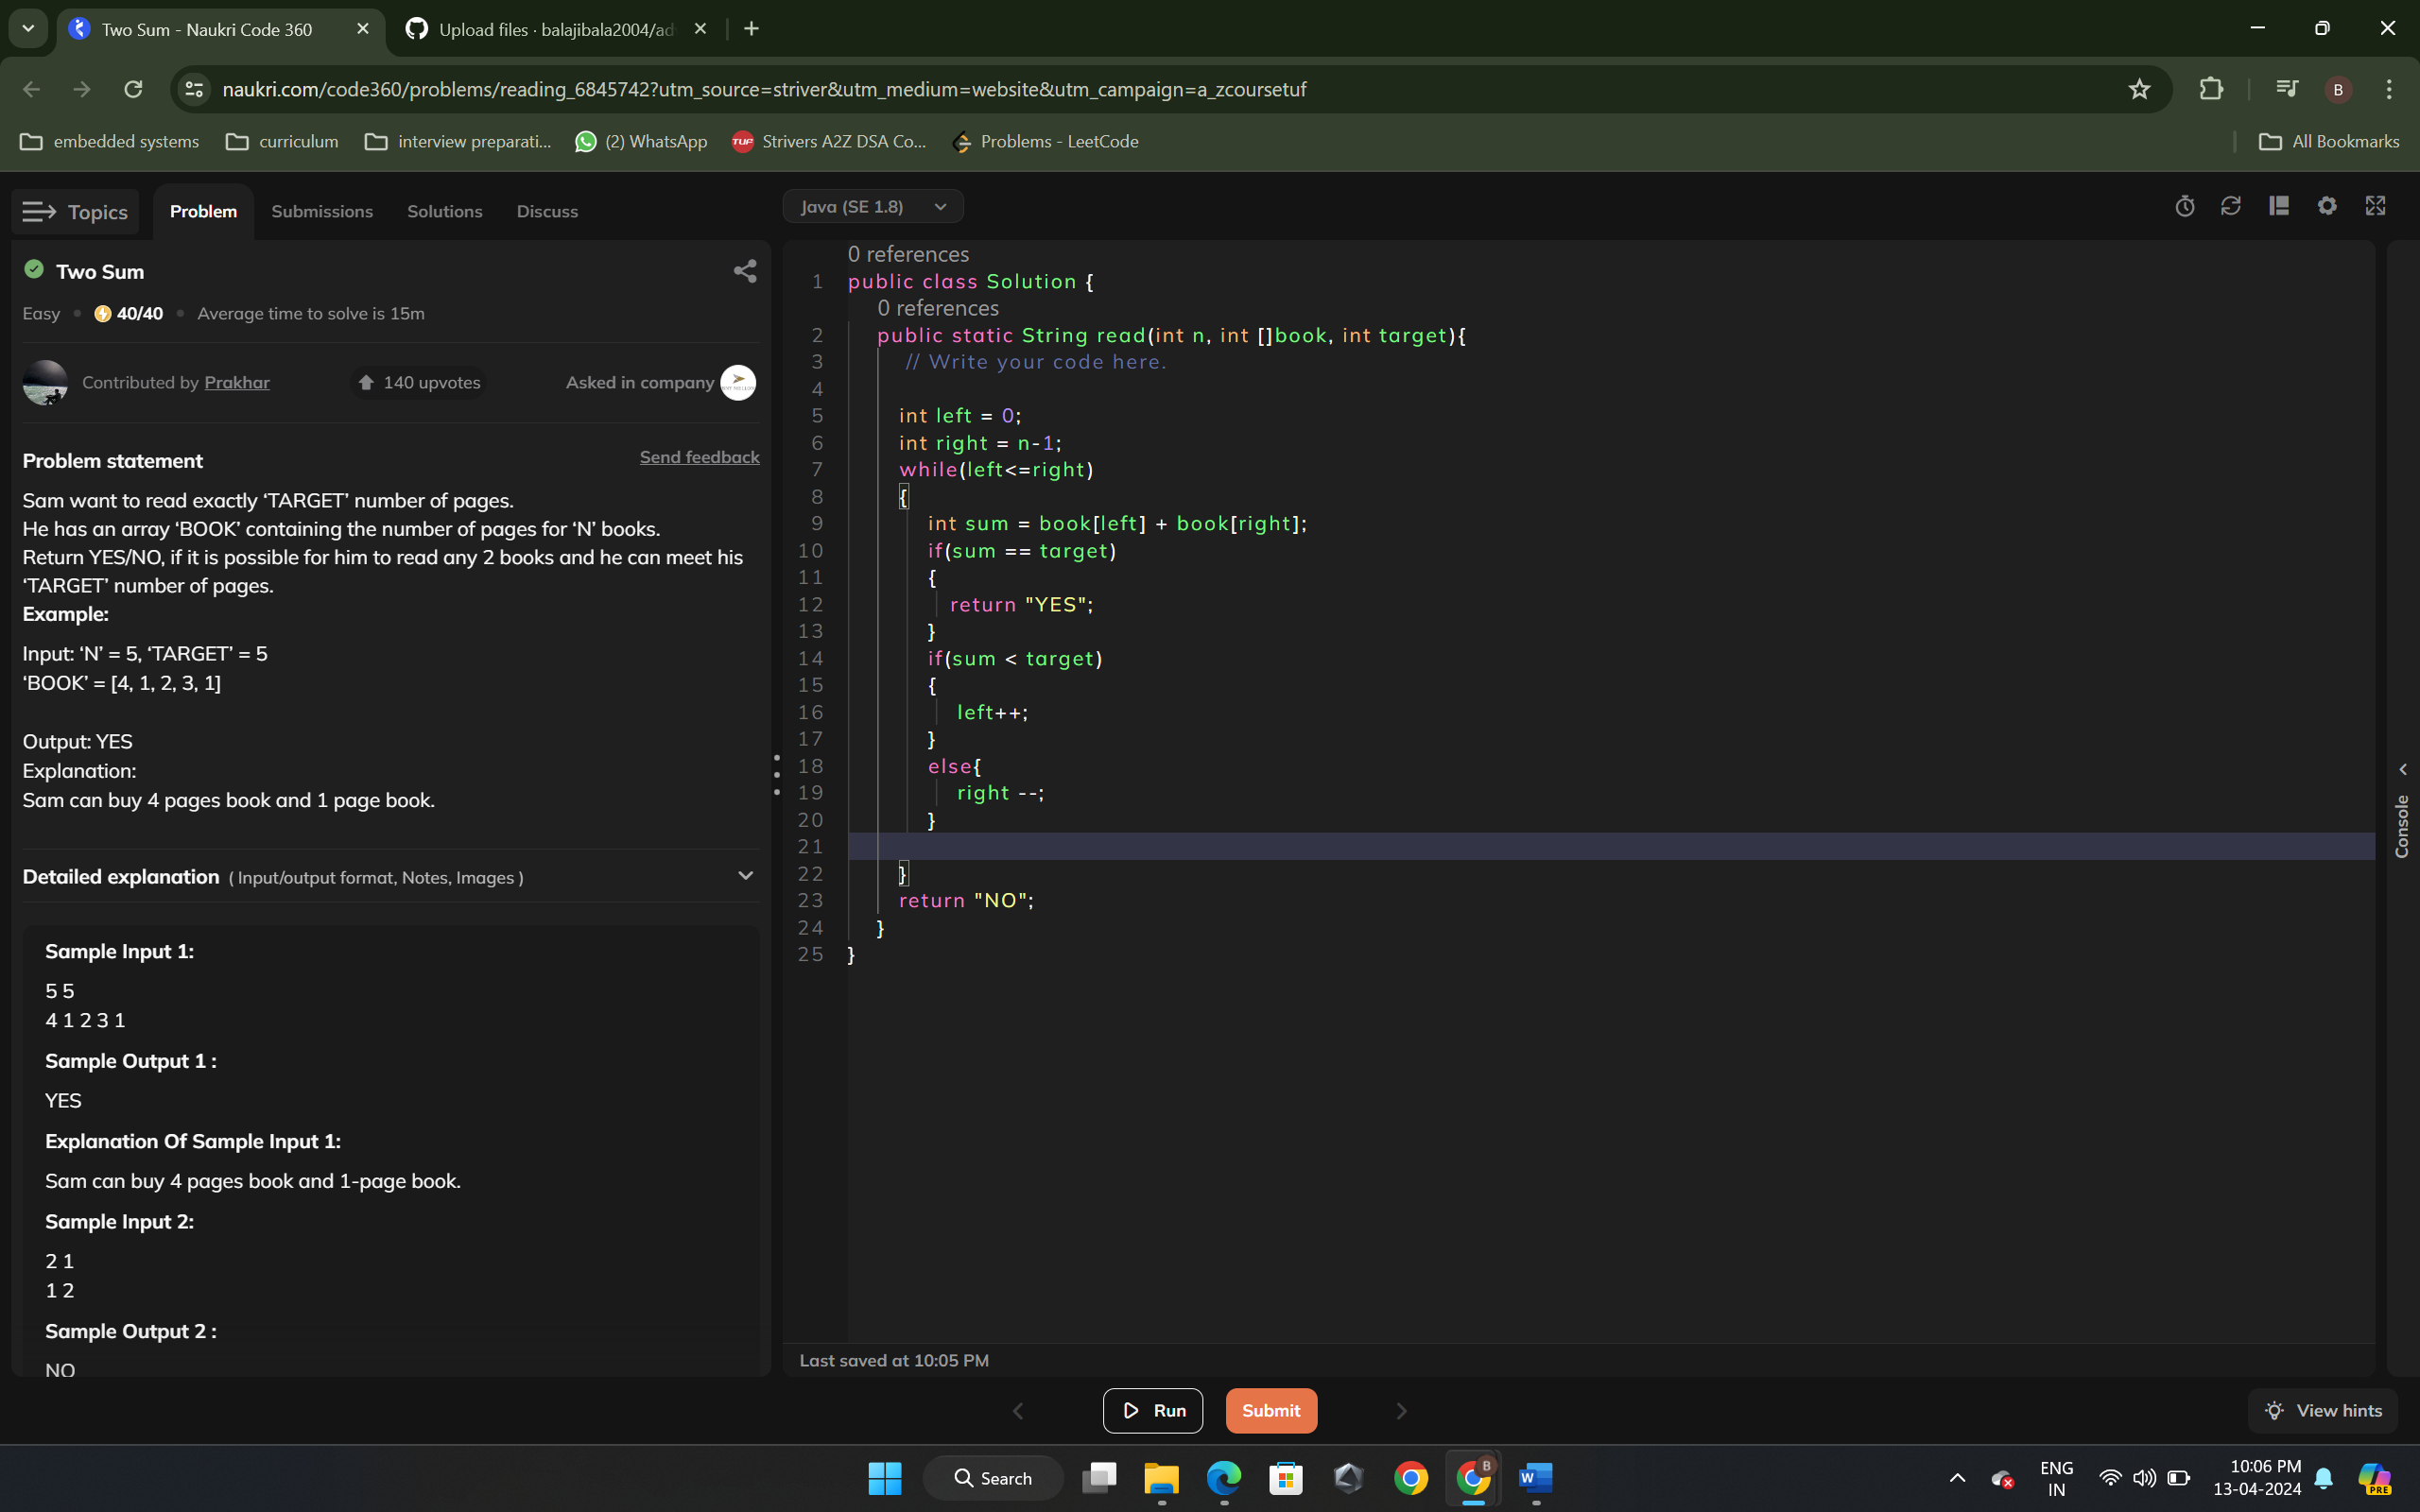 Two Sum - Naukri Code 360
Upload files · balajibala2004/ad
naukri.com/code360/problems/reading_6845742?utm_source=striver&utm_medium=website&utm_campaign=a_zcoursetuf
B
embedded systems
curriculum
interview preparati...
(2) WhatsApp
TUF
Strivers A2Z DSA Co...
Problems - LeetCode
All Bookmarks
Topics
Problem
Submissions
Solutions
Discuss
Java (SE 1.8)
Two Sum
Easy • 40/40 • Average time to solve is 15m
Contributed by Prakhar
140 upvotes
Asked in company
Problem statement
Send feedback
Sam want to read exactly ‘TARGET’ number of pages.
He has an array ‘BOOK’ containing the number of pages for ‘N’ books.
Return YES/NO, if it is possible for him to read any 2 books and he can meet his
‘TARGET’ number of pages.
Example:
Input: ‘N’ = 5, ‘TARGET’ = 5
‘BOOK’ = [4, 1, 2, 3, 1]
Output: YES
Explanation:
Sam can buy 4 pages book and 1 page book.
Detailed explanation ( Input/output format, Notes, Images )
Sample Input 1:
5 5
4 1 2 3 1
Sample Output 1 :
YES
Explanation Of Sample Input 1:
Sam can buy 4 pages book and 1-page book.
Sample Input 2:
2 1
1 2
Sample Output 2 :
NO
0 references
1 public class Solution {
0 references
2 public static String read(int n, int []book, int target){
3 // Write your code here.
4
5 int left = 0;
6 int right = n-1;
7 while(left<=right)
8 {
9 int sum = book[left] + book[right];
10 if(sum == target)
11 {
12 return "YES";
13 }
14 if(sum < target)
15 {
16 left++;
17 }
18 else{
19 right --;
20 }
21
22 }
23 return "NO";
24 }
25 }
Console
Last saved at 10:05 PM
Run
Submit
View hints
Search
B
W
ENG
IN
10:06 PM
13-04-2024
PRE